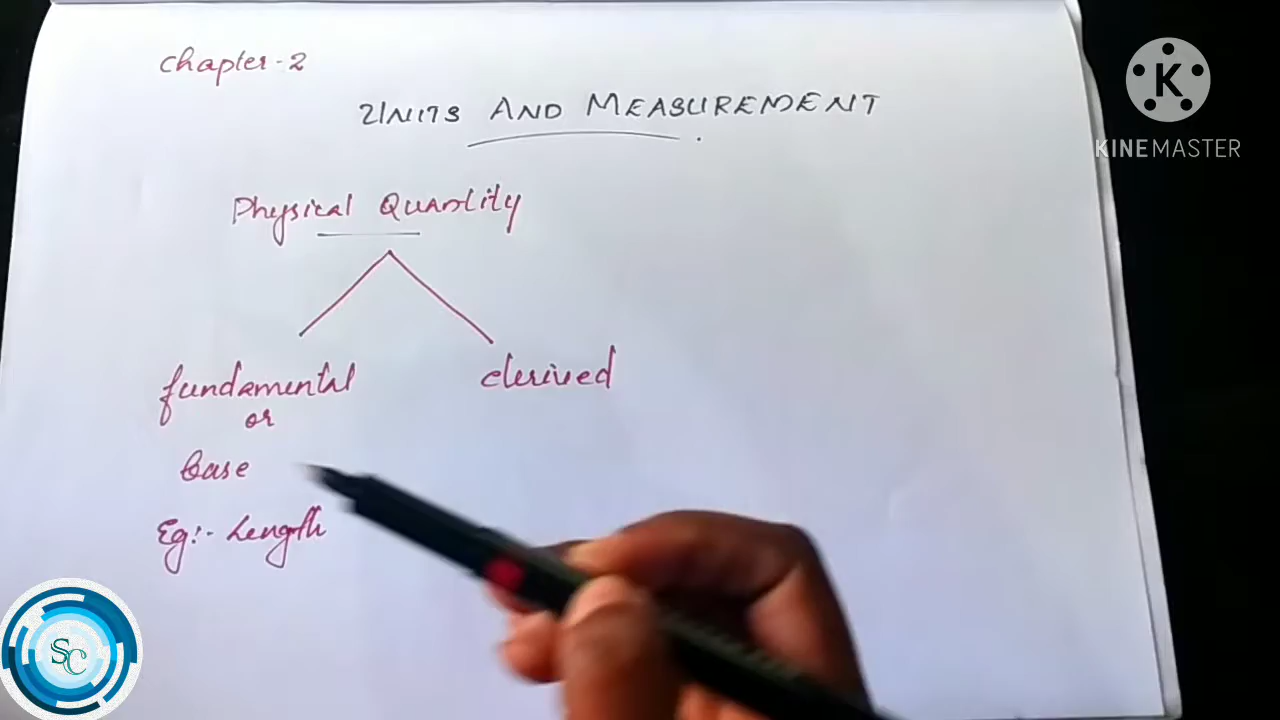 Chapter-2
UNITS AND MEASUREMENT
Physical Quantity
fundamental
or
base
derived
Eg:- Length
K
KINEMASTER
SC